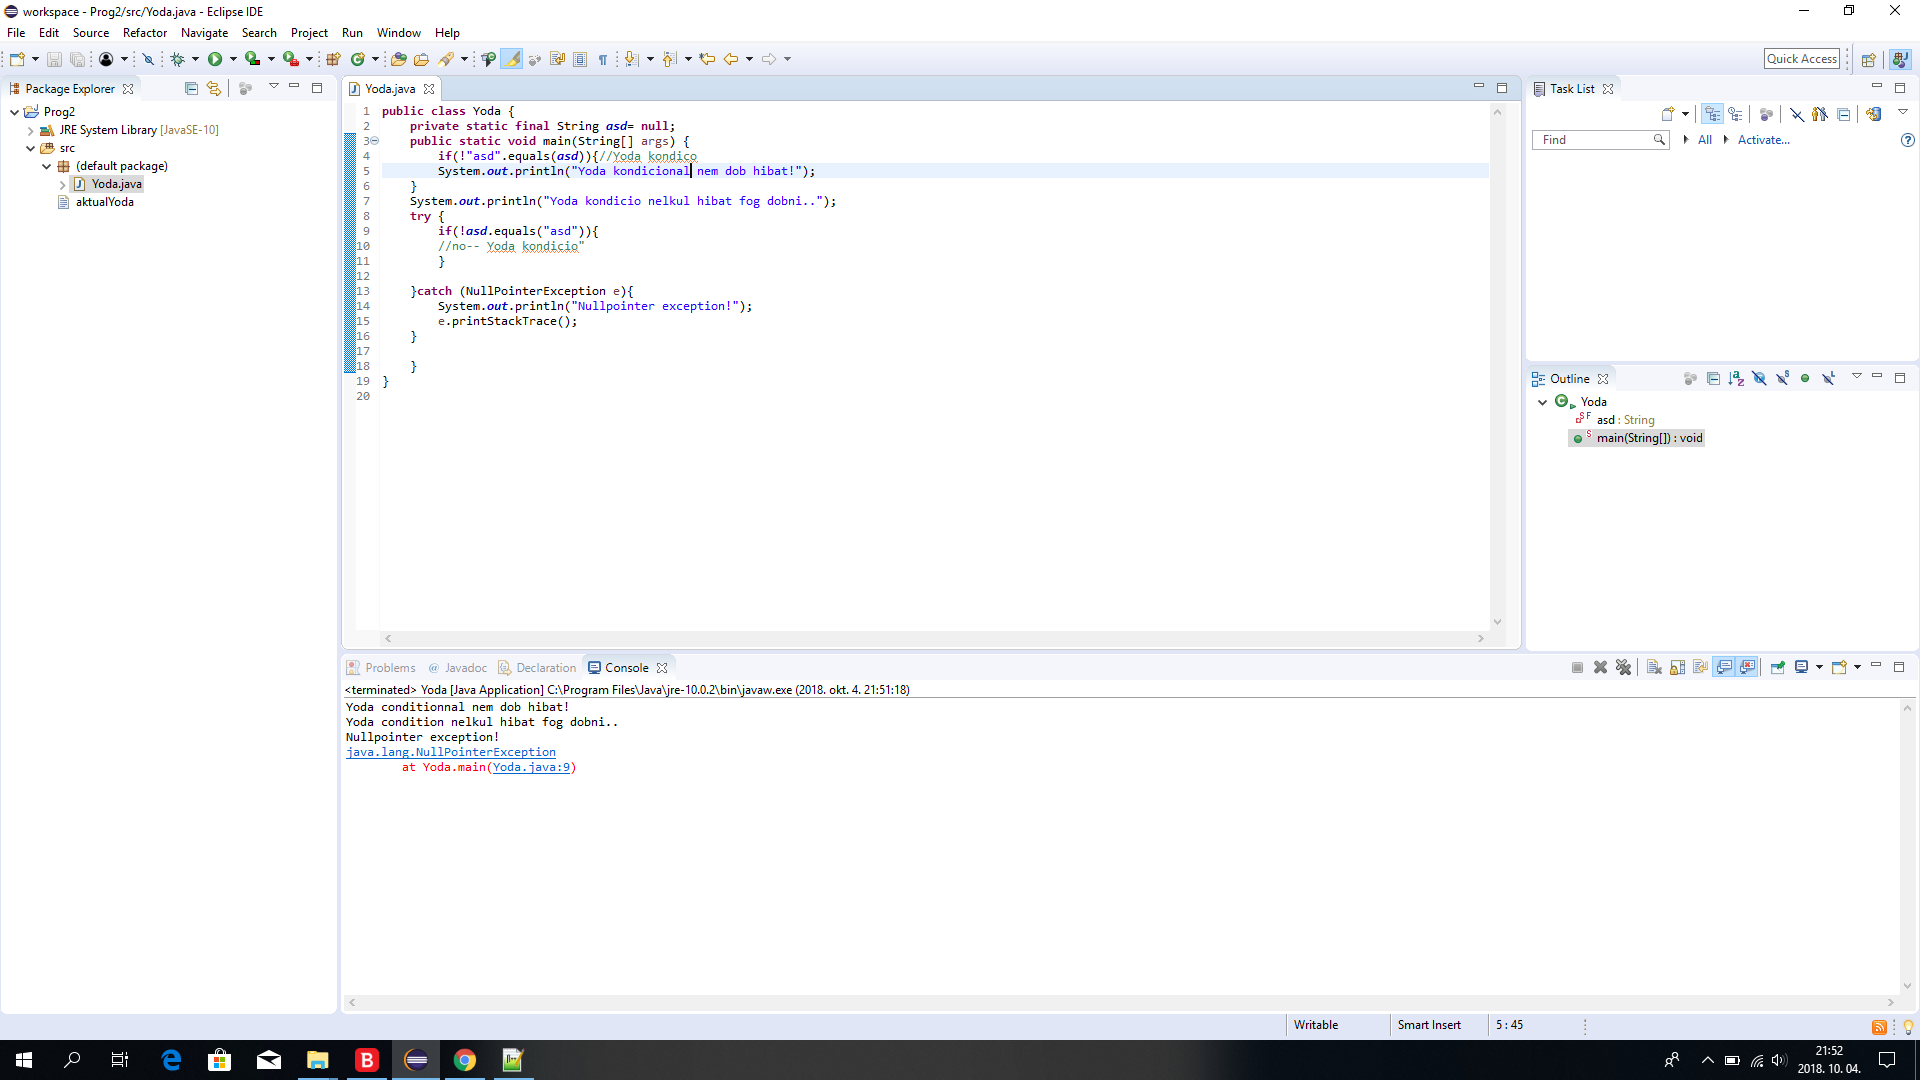 workspace - Prog2/src/Yoda.java - Eclipse IDE
File Edit Source Refactor Navigate Search Project Run Window Help
Quick Access
Package Explorer
Prog2
JRE System Library [JavaSE-10]
src
(default package)
Yoda.java
aktualYoda
Yoda.java
1 public class Yoda {
2 private static final String asd= null;
3 public static void main(String[] args) {
4 if(!"asd".equals(asd)){//Yoda kondico
5 System.out.println("Yoda kondicional nem dob hibat!");
6 }
7 System.out.println("Yoda kondicio nelkul hibat fog dobni..");
8 try {
9 if(!asd.equals("asd")){
10 //no-- Yoda kondicio"
11 }
12
13 }catch (NullPointerException e){
14 System.out.println("Nullpointer exception!");
15 e.printStackTrace();
16 }
17
18 }
19 }
20
Task List
Find
All
Activate...
Outline
Yoda
asd : String
main(String[]) : void
Problems @ Javadoc Declaration Console
<terminated> Yoda [Java Application] C:\Program Files\Java\jre-10.0.2\bin\javaw.exe (2018. okt. 4. 21:51:18)
Yoda conditionnal nem dob hibat!
Yoda condition nelkul hibat fog dobni..
Nullpointer exception!
java.lang.NullPointerException
at Yoda.main(Yoda.java:9)
Writable
Smart Insert
5 : 45
21:52
2018. 10. 04.